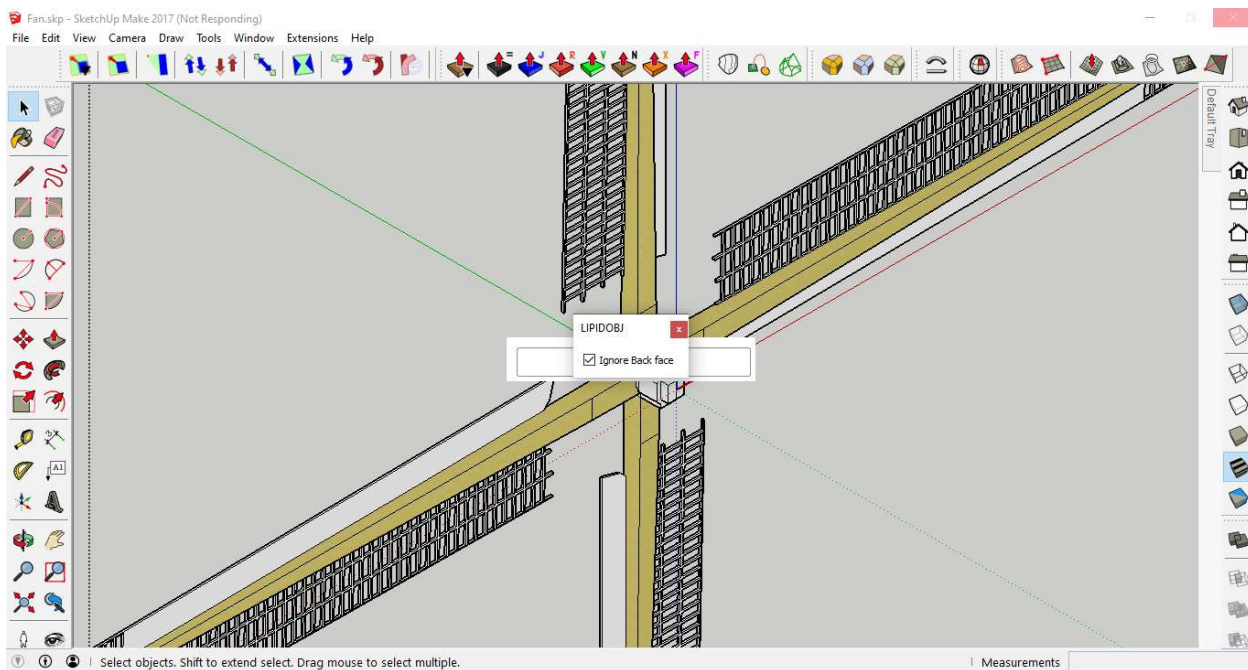 Fan.skp - SketchUp Make 2017 (Not Responding)
File Edit View Camera Draw Tools Window Extensions Help
= J R V N X F
Default Tray
LIPIDOBJ
Ignore Back face
A1
Select objects. Shift to extend select. Drag mouse to select multiple.
Measurements